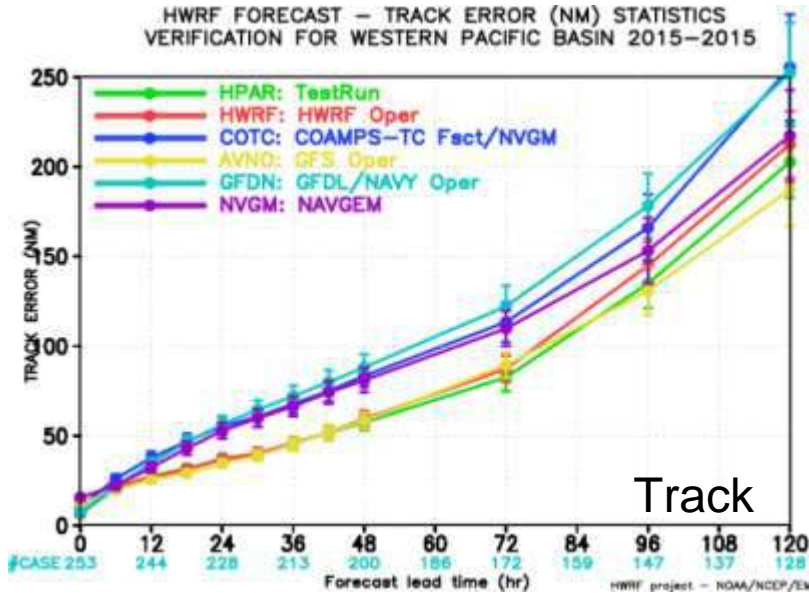 HWRF FORECAST – TRACK ERROR (NM) STATISTICS
VERIFICATION FOR WESTERN PACIFIC BASIN 2015–2015
HPAR: TestRun
HWRF: HWRF Oper
COTC: COAMPS–TC Fsct/NVGM
AVNO: GFS Oper
GFDN: GFDL/NAVY Oper
NVGM: NAVGEM
TRACK ERROR (NM)
250
200
150
100
50
0
Track
0 12 24 36 48 60 72 84 96 108 120
#CASE 253 244 228 213 200 186 172 159 147 137 128
Forecast lead time (hr)
HWRF project – NOAA/NCEP/EM